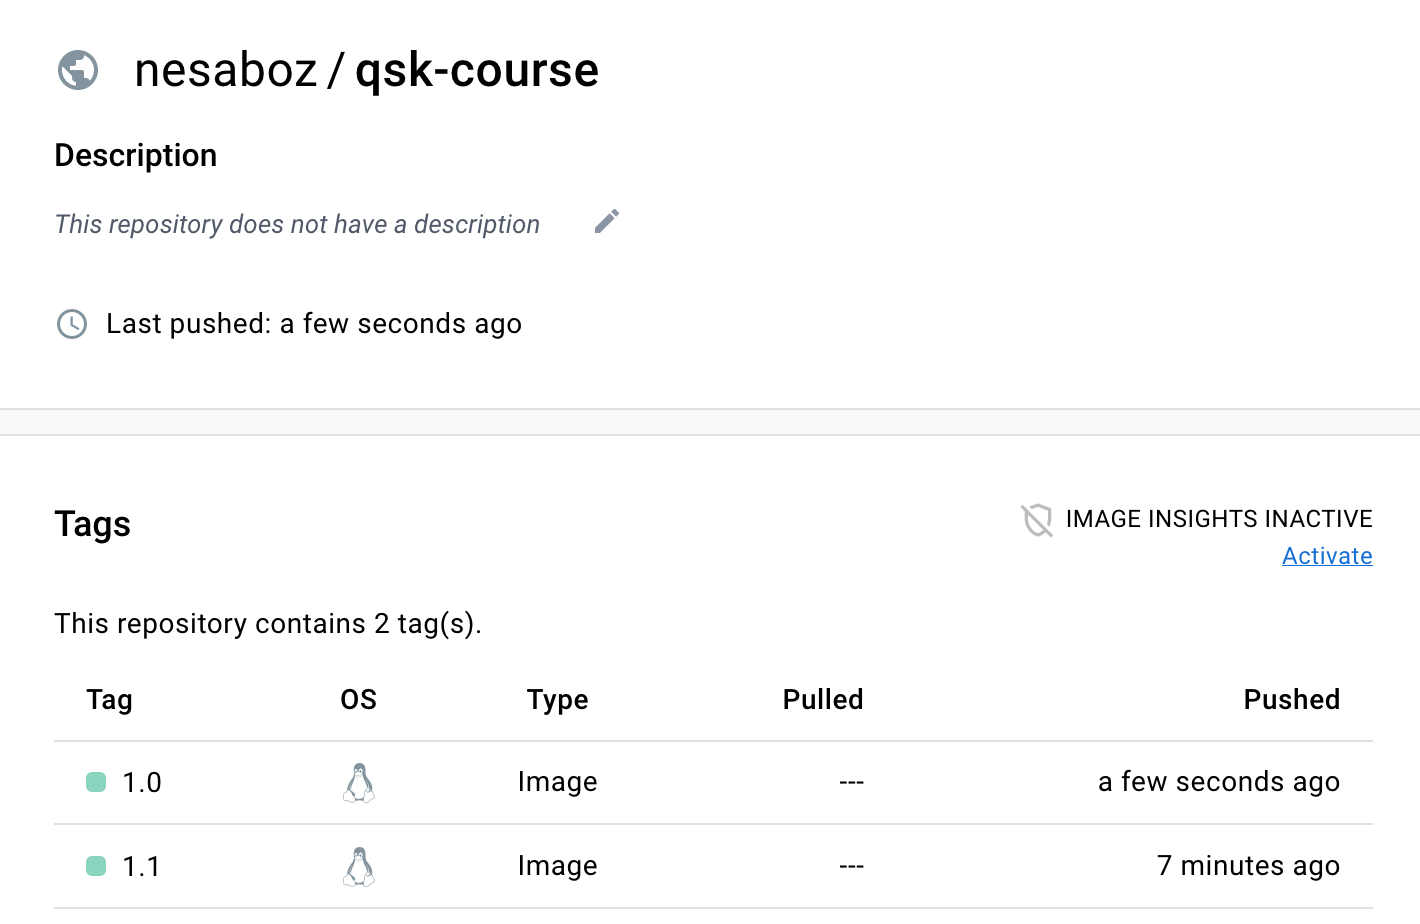 nesaboz / qsk-course
Description
This repository does not have a description
Last pushed: a few seconds ago
Tags
IMAGE INSIGHTS INACTIVE
Activate
This repository contains 2 tag(s).
Tag OS Type Pulled Pushed
1.0 Image --- a few seconds ago
1.1 Image --- 7 minutes ago